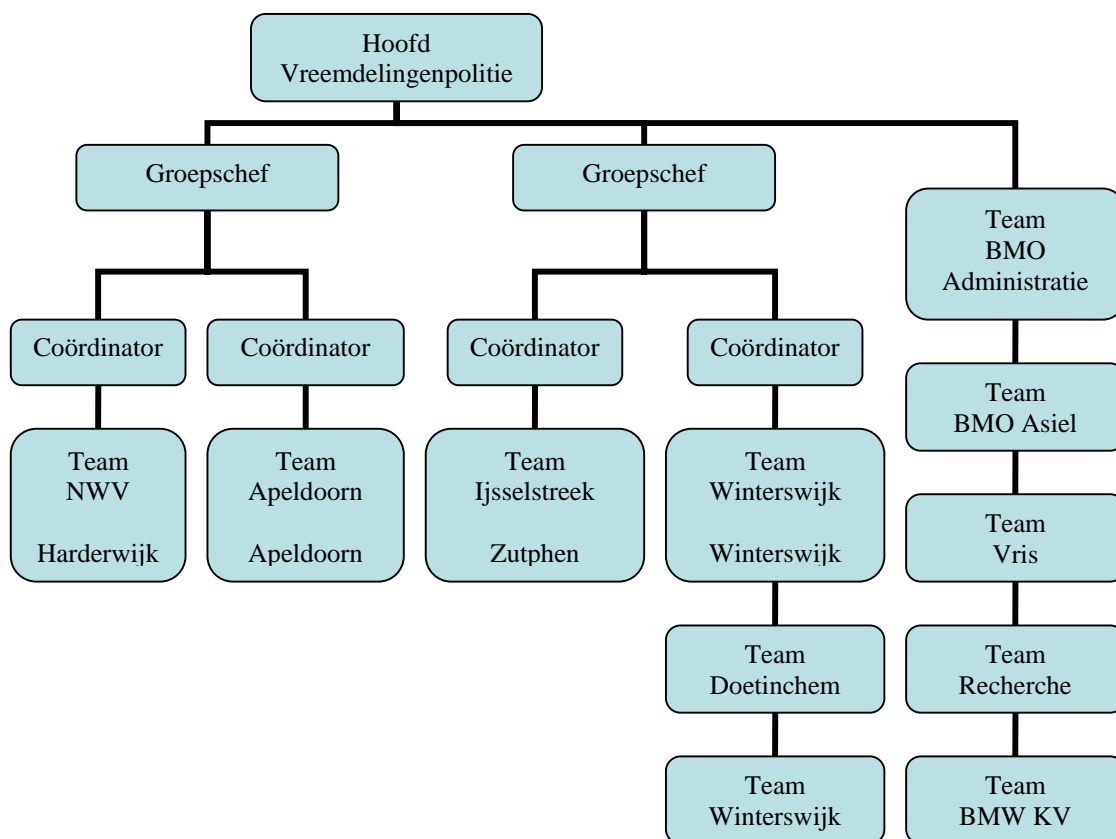 Hoofd
Vreemdelingenpolitie
Groepschef
Groepschef
Team
BMO
Administratie
Coördinator
Coördinator
Coördinator
Coördinator
Team
BMO Asiel
Team
NWV
Harderwijk
Team
Apeldoorn
Apeldoorn
Team
Ijsselstreek
Zutphen
Team
Winterswijk
Winterswijk
Team
Vris
Team
Doetinchem
Team
Recherche
Team
Winterswijk
Team
BMW KV